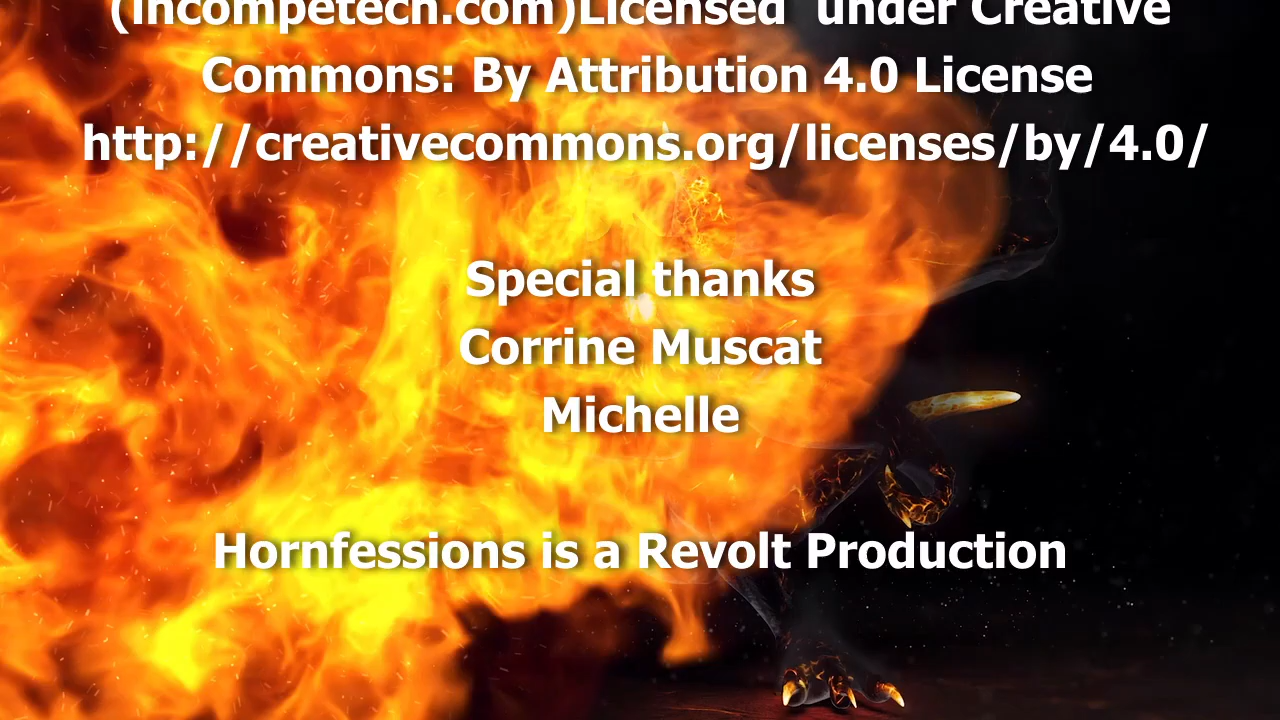 (incompetech.com)Licensed  under Creative
Commons: By Attribution 4.0 License
http://creativecommons.org/licenses/by/4.0/
Special thanks
Corrine Muscat
Michelle
Hornfessions is a Revolt Production